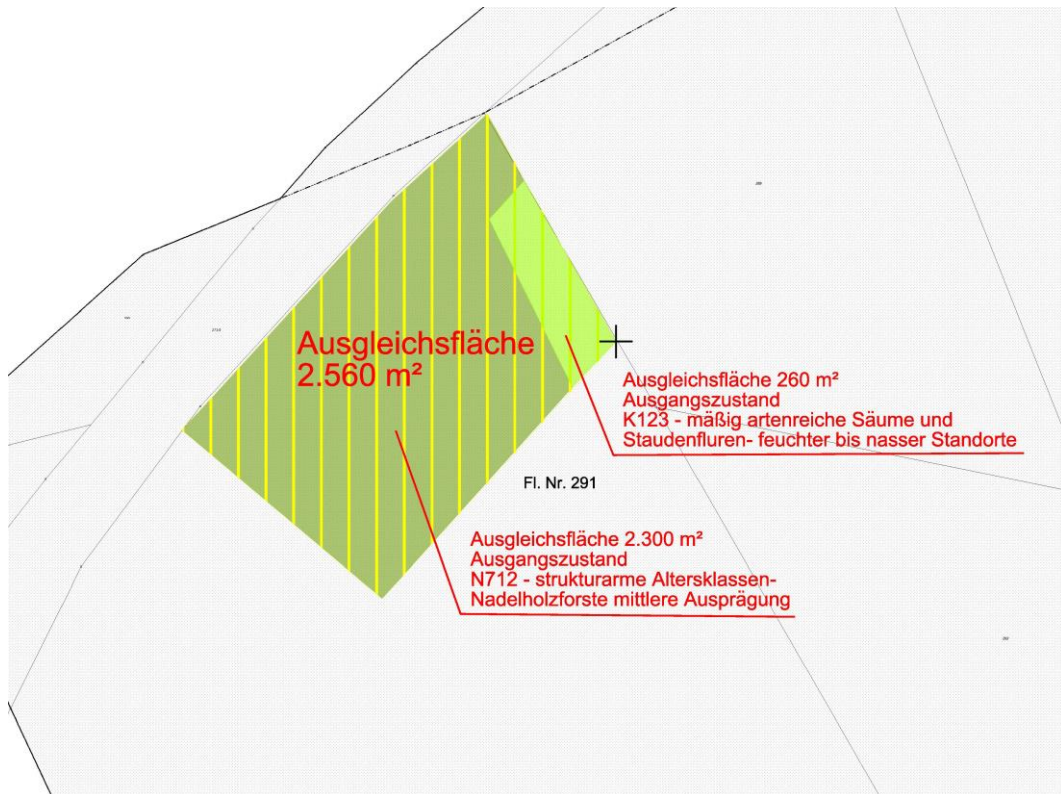 Ausgleichsfläche
2.560 m²
Ausgleichsfläche 260 m²
Ausgangszustand
K123 - mäßig artenreiche Säume und
Staudenfluren- feuchter bis nasser Standorte
Fl. Nr. 291
Ausgleichsfläche 2.300 m²
Ausgangszustand
N712 - strukturarme Altersklassen-
Nadelholzforste mittlere Ausprägung